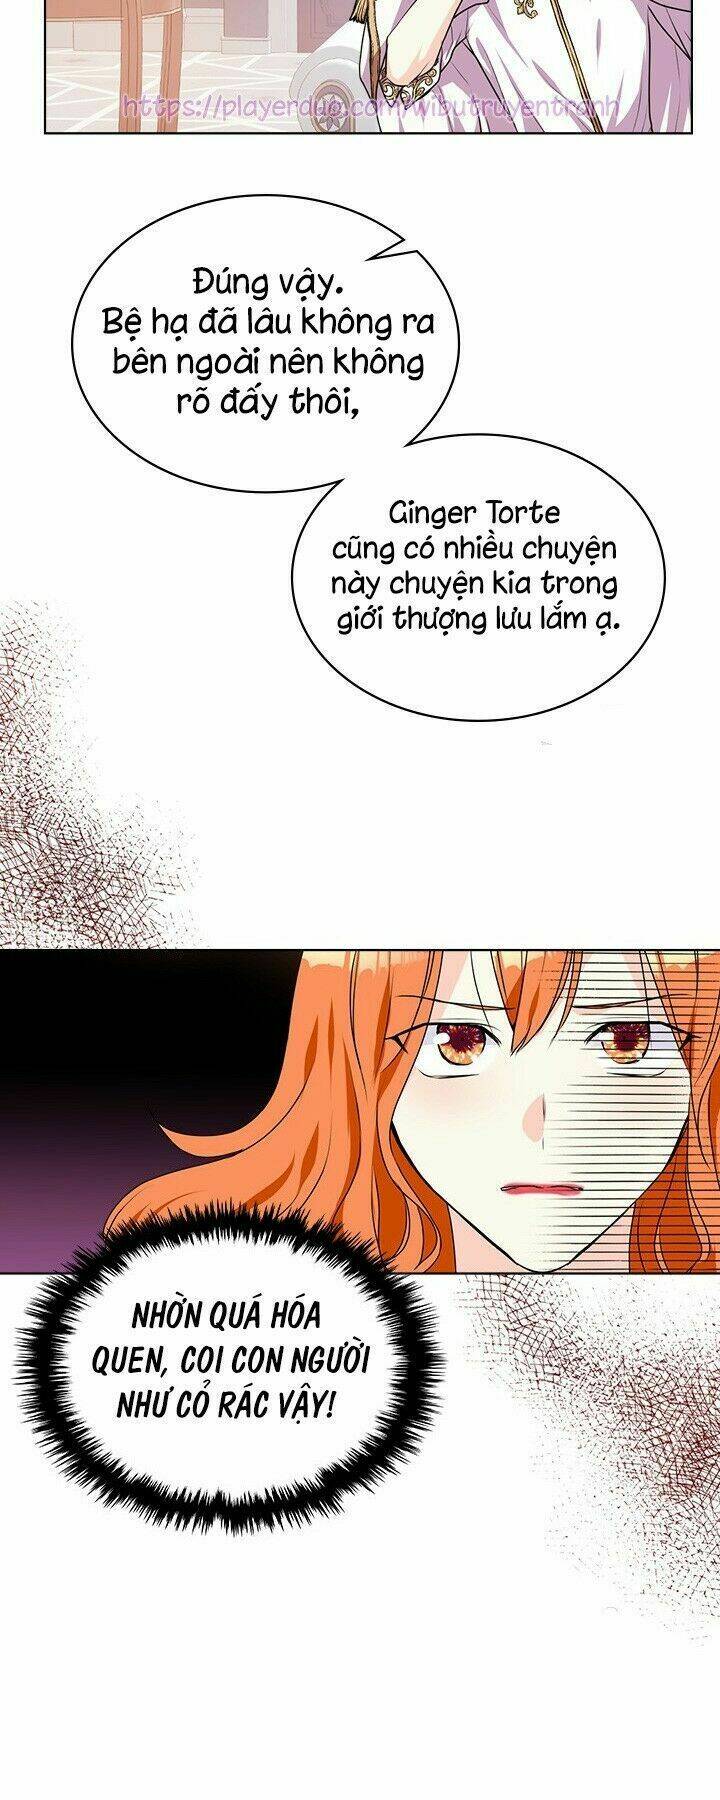 https://playerduo.com/wibutruyentranh
Đúng vậy.
Bệ hạ đã lâu không ra
bên ngoài nên không
rõ đấy thôi,
Ginger Torte
cũng có nhiều chuyện
này chuyện kia trong
giới thượng lưu lắm ạ.
NHỜN QUÁ HÓA
QUEN, COI CON NGƯỜI
NHƯ CỎ RÁC VẬY!